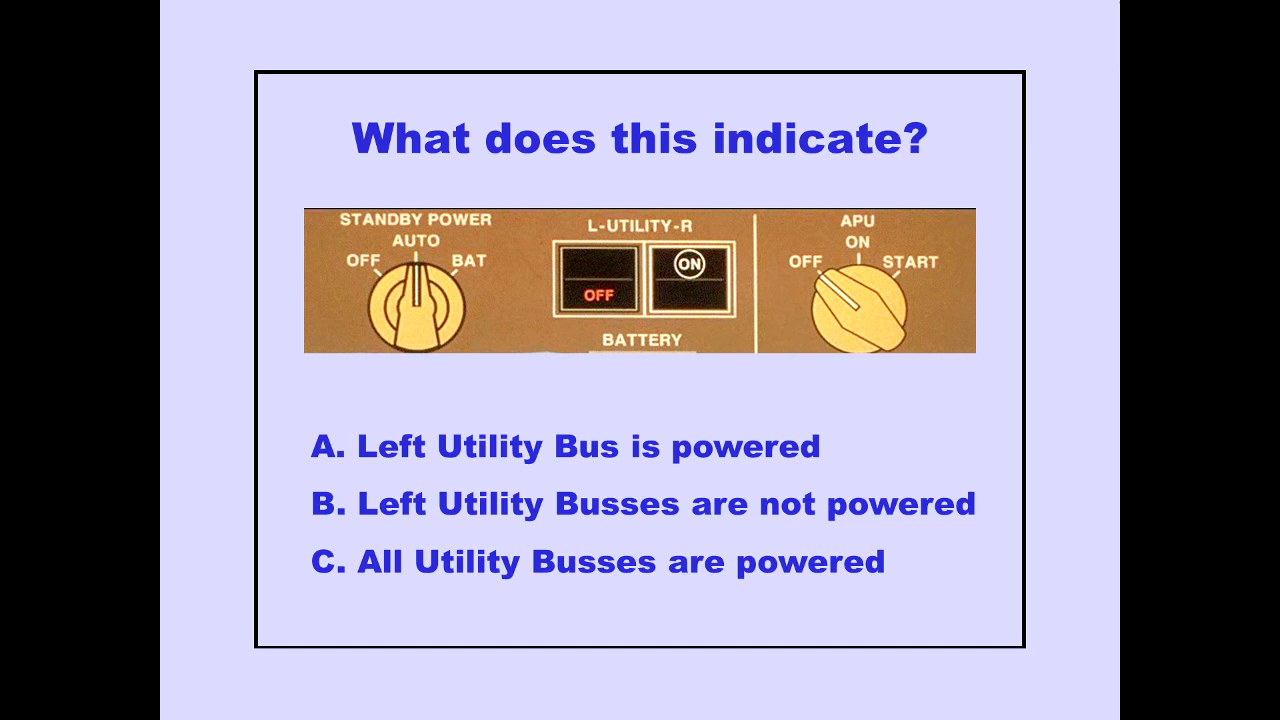 What does this indicate?
STANDBY POWER
AUTO
OFF BAT
L-UTILITY-R
ON
OFF
BATTERY
APU
ON
OFF START
A. Left Utility Bus is powered
B. Left Utility Busses are not powered
C. All Utility Busses are powered